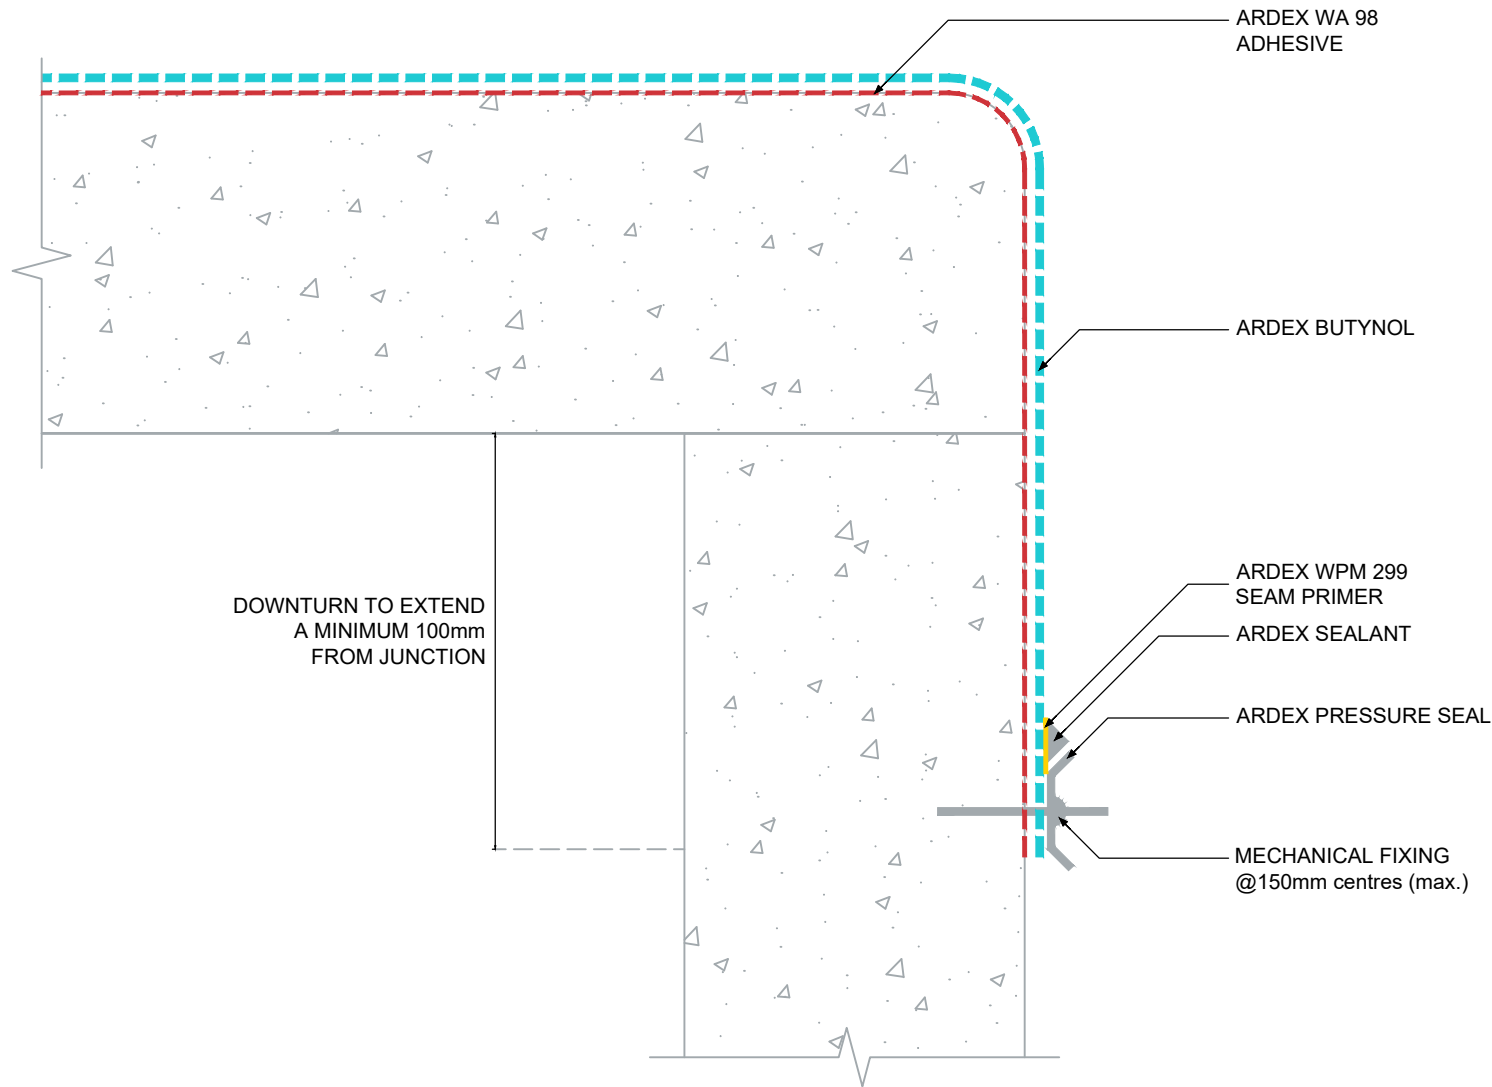 ARDEX WA 98
ADHESIVE
ARDEX BUTYNOL
ARDEX WPM 299
SEAM PRIMER
DOWNTURN TO EXTEND
A MINIMUM 100mm
FROM JUNCTION
ARDEX SEALANT
ARDEX PRESSURE SEAL
MECHANICAL FIXING
@150mm centres (max.)